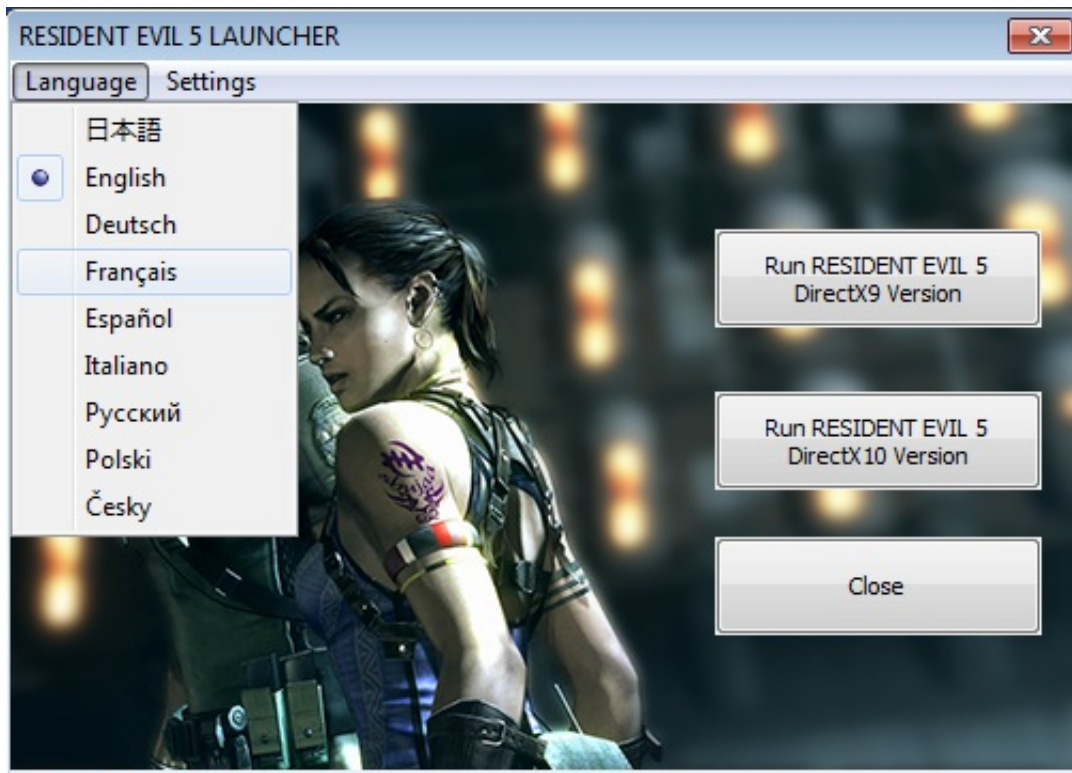 RESIDENT EVIL 5 LAUNCHER
Language Settings
日本語
English
Deutsch
Français
Español
Italiano
Русский
Polski
Česky
Run RESIDENT EVIL 5
DirectX9 Version
Run RESIDENT EVIL 5
DirectX10 Version
Close